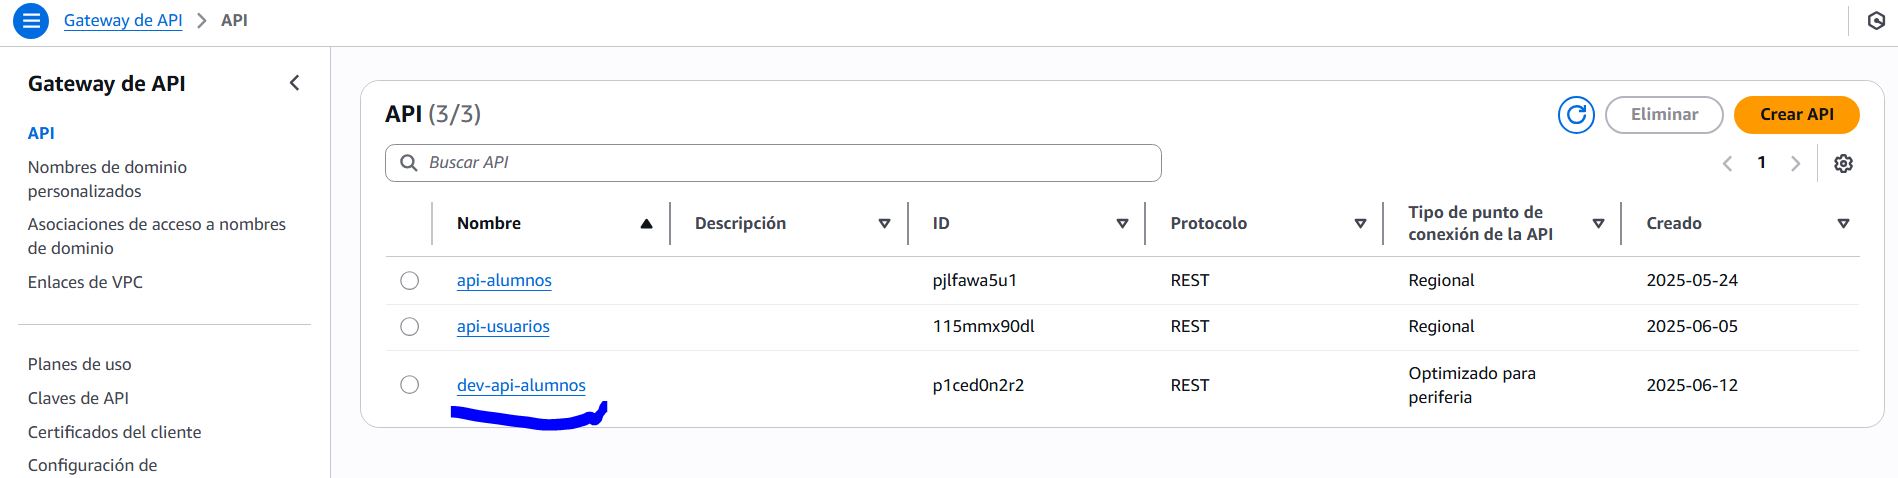 Gateway de API > API
Gateway de API
API
Nombres de dominio
personalizados
Asociaciones de acceso a nombres
de dominio
Enlaces de VPC
Planes de uso
Claves de API
Certificados del cliente
Configuración de
API (3/3)
Eliminar
Crear API
Buscar API
1
Nombre Descripción ID Protocolo Tipo de punto de conexión de la API Creado
api-alumnos pjlfawa5u1 REST Regional 2025-05-24
api-usuarios 115mmx90dl REST Regional 2025-06-05
dev-api-alumnos p1ced0n2r2 REST Optimizado para periferia 2025-06-12